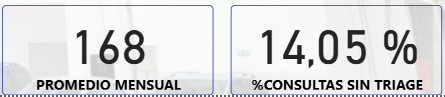 168
PROMEDIO MENSUAL
14,05 %
%CONSULTAS SIN TRIAGE